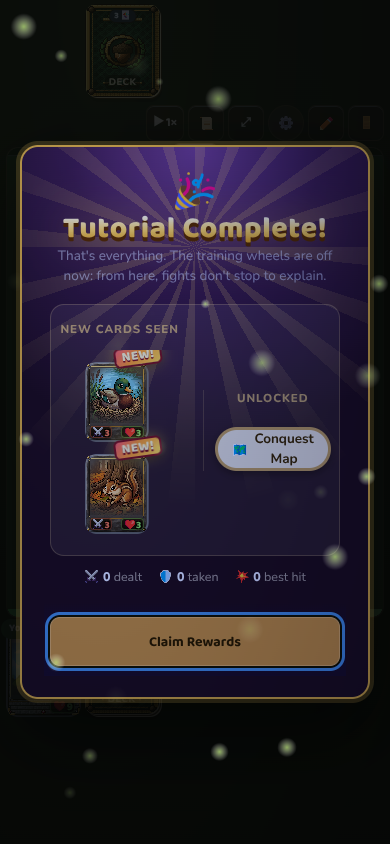 3
- DECK -
1×
Tutorial Complete!
That's everything. The training wheels are off
now: from here, fights don't stop to explain.
NEW CARDS SEEN
NEW!
3 3
NEW!
3 3
UNLOCKED
Conquest
Map
0 dealt 0 taken 0 best hit
Claim Rewards